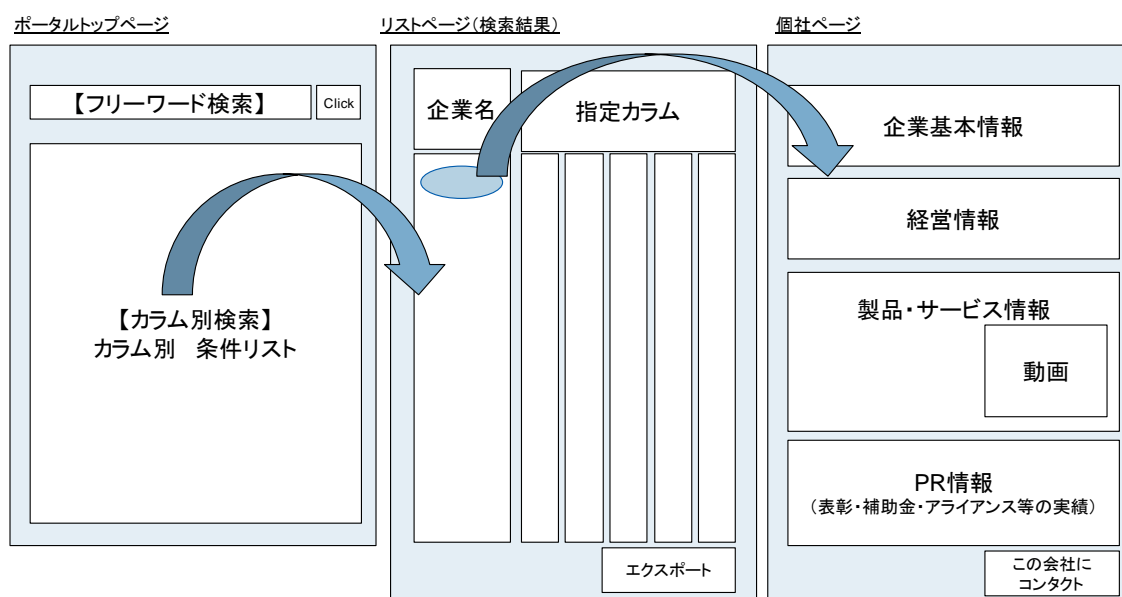 ポータルトップページ
【フリーワード検索】
Click
【カラム別検索】
カラム別　条件リスト
リストページ（検索結果）
企業名
指定カラム
エクスポート
個社ページ
企業基本情報
経営情報
製品・サービス情報
動画
PR情報
（表彰・補助金・アライアンス等の実績）
この会社に
コンタクト